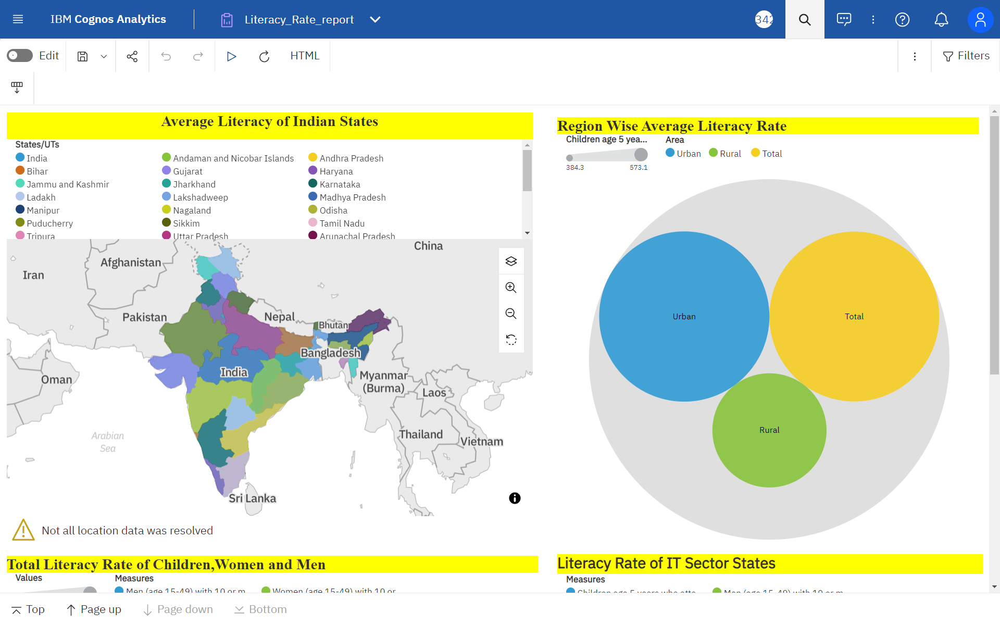 IBM Cognos Analytics
Literacy_Rate_report
342
Edit
HTML
Filters
Average Literacy of Indian States
States/UTs
India
Andaman and Nicobar Islands
Andhra Pradesh
Bihar
Gujarat
Haryana
Jammu and Kashmir
Jharkhand
Karnataka
Ladakh
Lakshadweep
Madhya Pradesh
Manipur
Nagaland
Odisha
Puducherry
Sikkim
Tamil Nadu
Tripura
Uttar Pradesh
Arunachal Pradesh
China
Afghanistan
Iran
Pakistan
Nepal
Bhutan
Bangladesh
India
Oman
Myanmar
(Burma)
Laos
Arabian
Sea
Thailand
Vietnam
Sri Lanka
Not all location data was resolved
Region Wise Average Literacy Rate
Children age 5 yea...
384.3
573.1
Area
Urban
Rural
Total
Urban
Total
Rural
Total Literacy Rate of Children,Women and Men
Values
Measures
Men (age 15-49) with 10 or m
Women (age 15-49) with 10 or
Literacy Rate of IT Sector States
Measures
Children age 5 years who atte
Men (age 15-49) with 10 or m
Top
Page up
Page down
Bottom